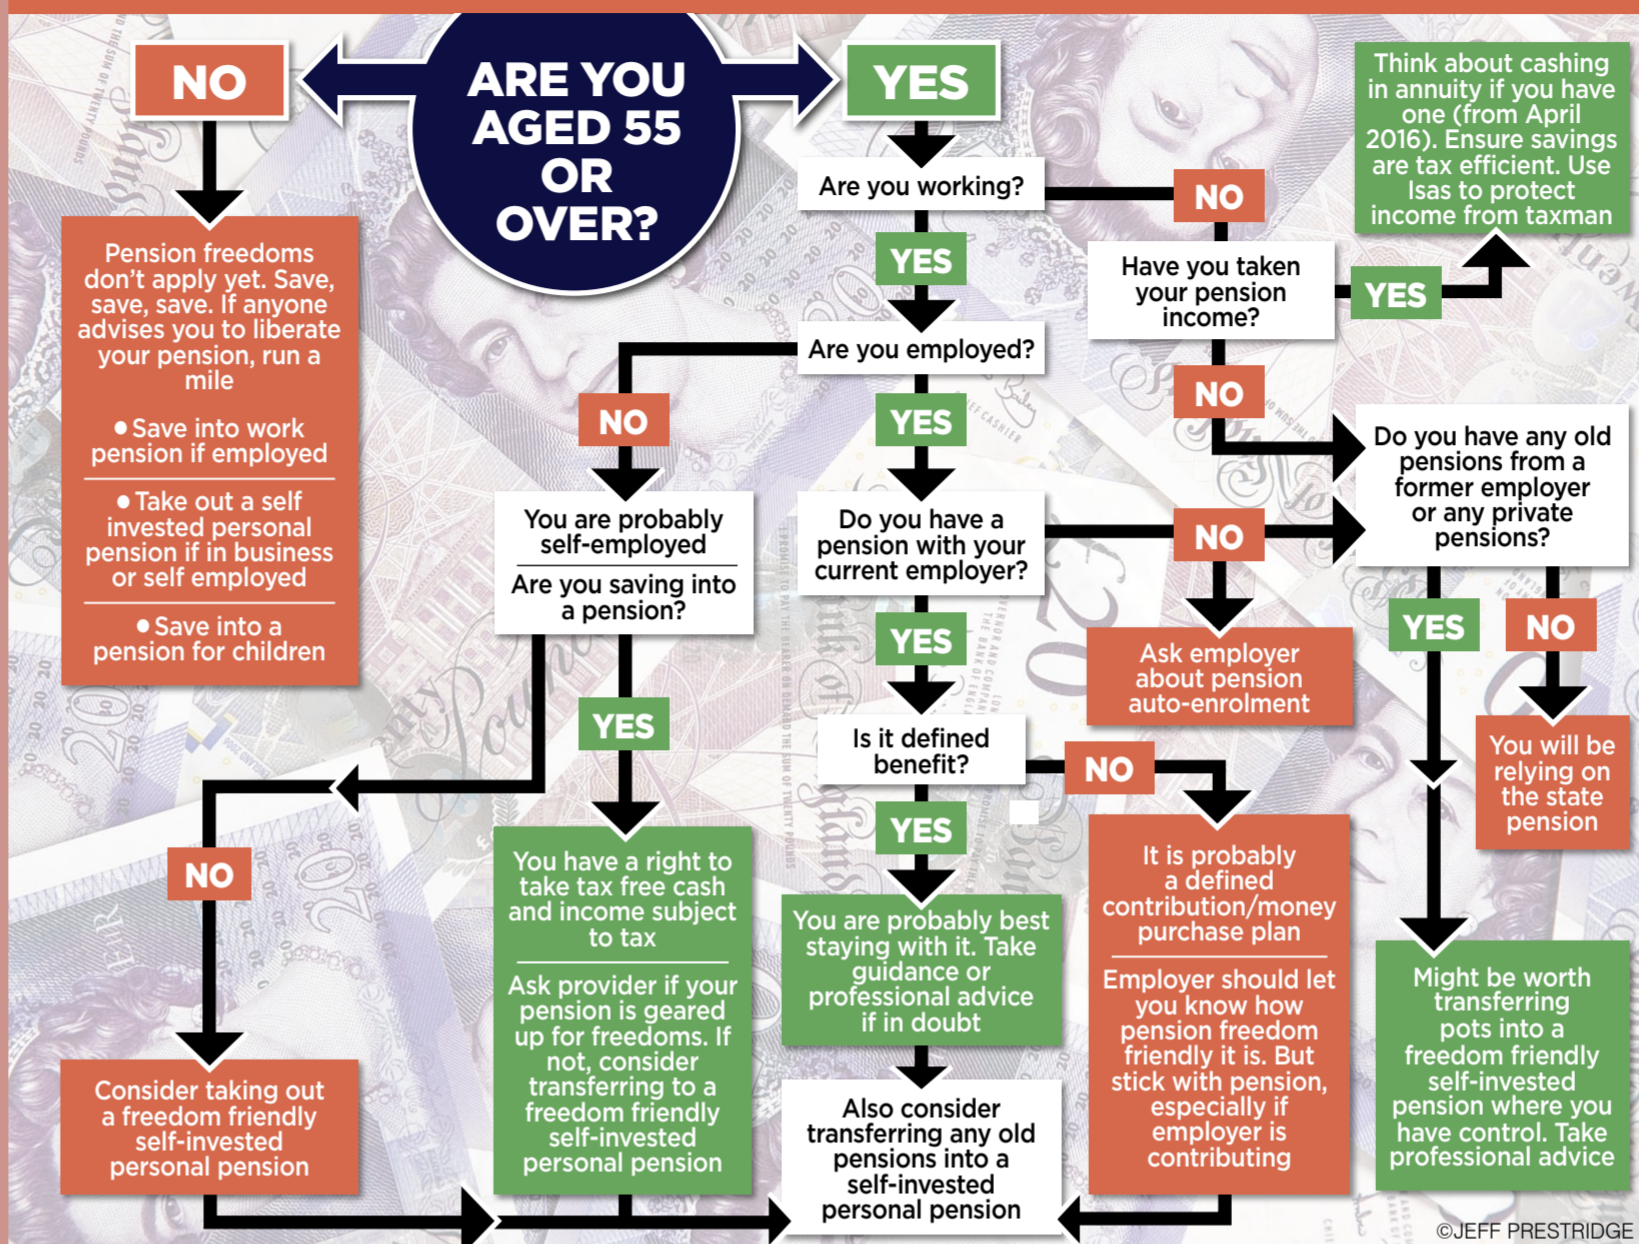 ARE YOU
AGED 55
OR
OVER?
NO
Pension freedoms
don't apply yet. Save,
save, save. If anyone
advises you to liberate
your pension, run a
mile
● Save into work
pension if employed
● Take out a self
invested personal
pension if in business
or self employed
● Save into a
pension for children
YES
Are you working?
NO
Have you taken
your pension
income?
YES
Think about cashing
in annuity if you have
one (from April
2016). Ensure savings
are tax efficient. Use
Isas to protect
income from taxman
NO
Do you have any old
pensions from a
former employer
or any private
pensions?
YES
NO
You will be
relying on
the state
pension
Might be worth
transferring
pots into a
freedom friendly
self-invested
pension where you
have control. Take
professional advice
YES
Are you employed?
NO
You are probably
self-employed
Are you saving into
a pension?
YES
You have a right to
take tax free cash
and income subject
to tax
Ask provider if your
pension is geared
up for freedoms. If
not, consider
transferring to a
freedom friendly
self-invested
personal pension
NO
Consider taking out
a freedom friendly
self-invested
personal pension
YES
Do you have a
pension with your
current employer?
NO
Ask employer
about pension
auto-enrolment
YES
Is it defined
benefit?
NO
It is probably
a defined
contribution/money
purchase plan
Employer should let
you know how
pension freedom
friendly it is. But
stick with pension,
especially if
employer is
contributing
YES
You are probably best
staying with it. Take
guidance or
professional advice
if in doubt
Also consider
transferring any old
pensions into a
self-invested
personal pension
©JEFF PRESTRIDGE